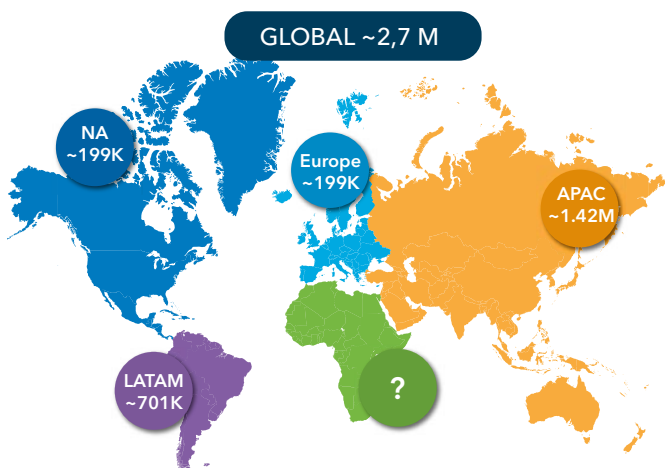 GLOBAL ~2,7 M
NA
~199K
Europe
~199K
APAC
~1.42M
LATAM
~701K
?